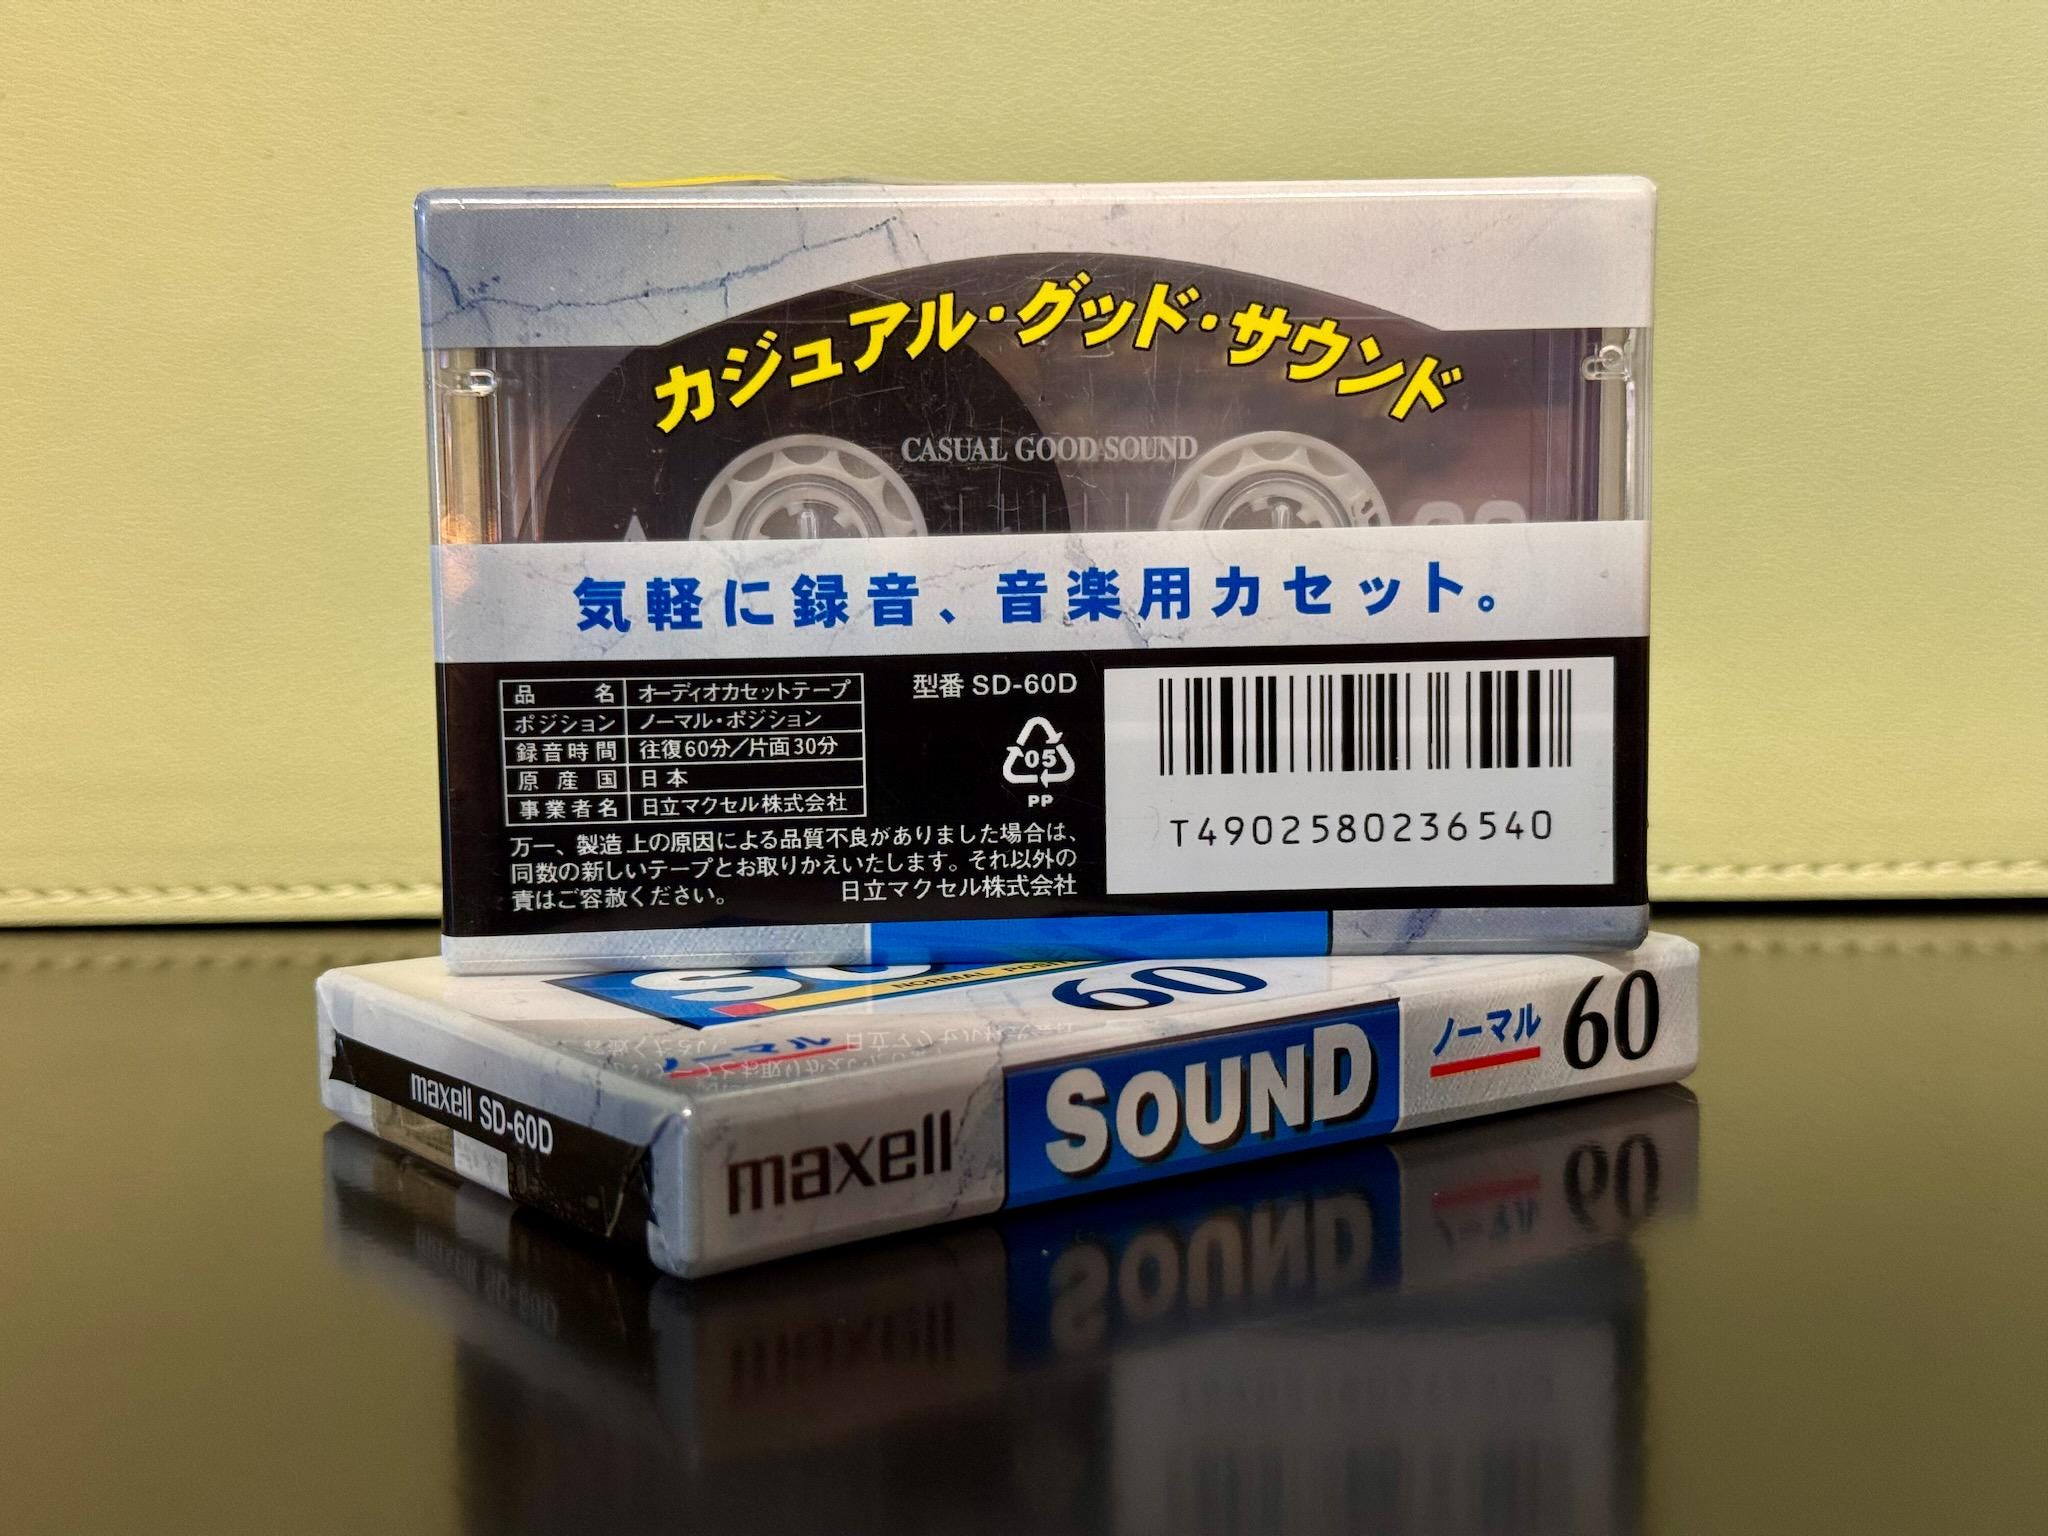 カジュアル・グッド・サウンド
CASUAL GOOD SOUND
気軽に録音、音楽用カセット。
品名 オーディオカセットテープ
ポジション ノーマル・ポジション
録音時間 往復60分／片面30分
原産国 日本
事業者名 日立マクセル株式会社
型番 SD-60D
05
PP
万一、製造上の原因による品質不良がありました場合は、
同数の新しいテープとお取りかえいたします。それ以外の
責はご容赦ください。 日立マクセル株式会社
T4902580236540
NORMAL
60
ノーマル
maxell SD-60D
maxell
SOUND
ノーマル
60